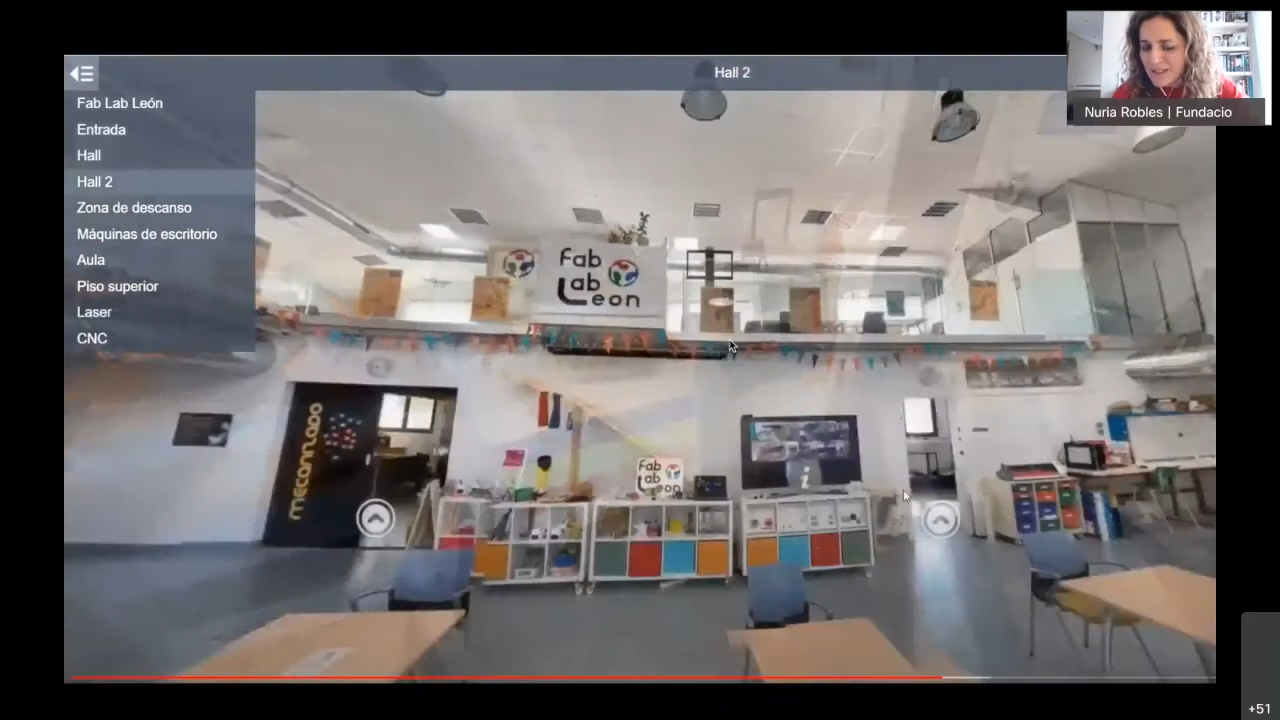 Hall 2
Nuria Robles | Fundacio
Fab Lab León
Entrada
Hall
Hall 2
Zona de descanso
Máquinas de escritorio
Aula
Piso superior
Laser
CNC
Fab
Lab
Leon
mecanizado
Fab
Lab
Leon
i
+51